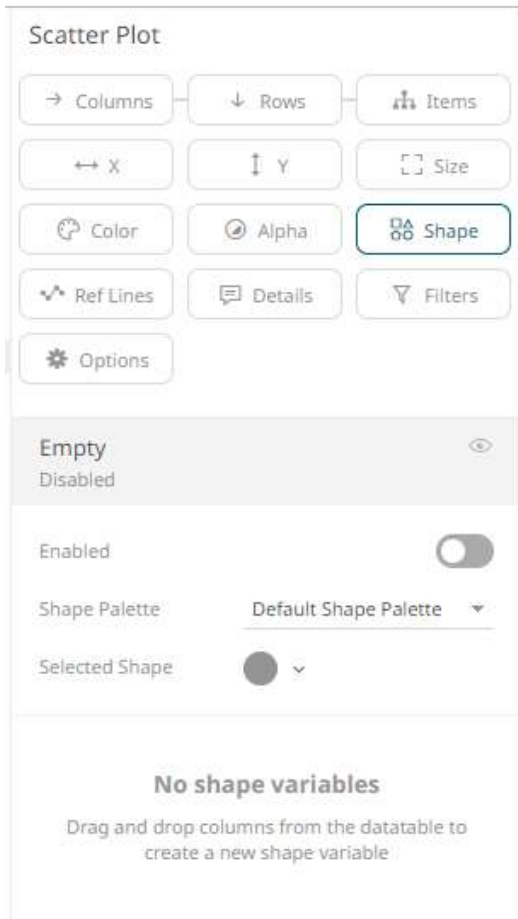 Scatter Plot
Columns Rows Items
X Y Size
Color Alpha Shape
Ref Lines Details Filters
Options
Empty
Disabled
Enabled
Shape Palette Default Shape Palette
Selected Shape
No shape variables
Drag and drop columns from the datatable to
create a new shape variable